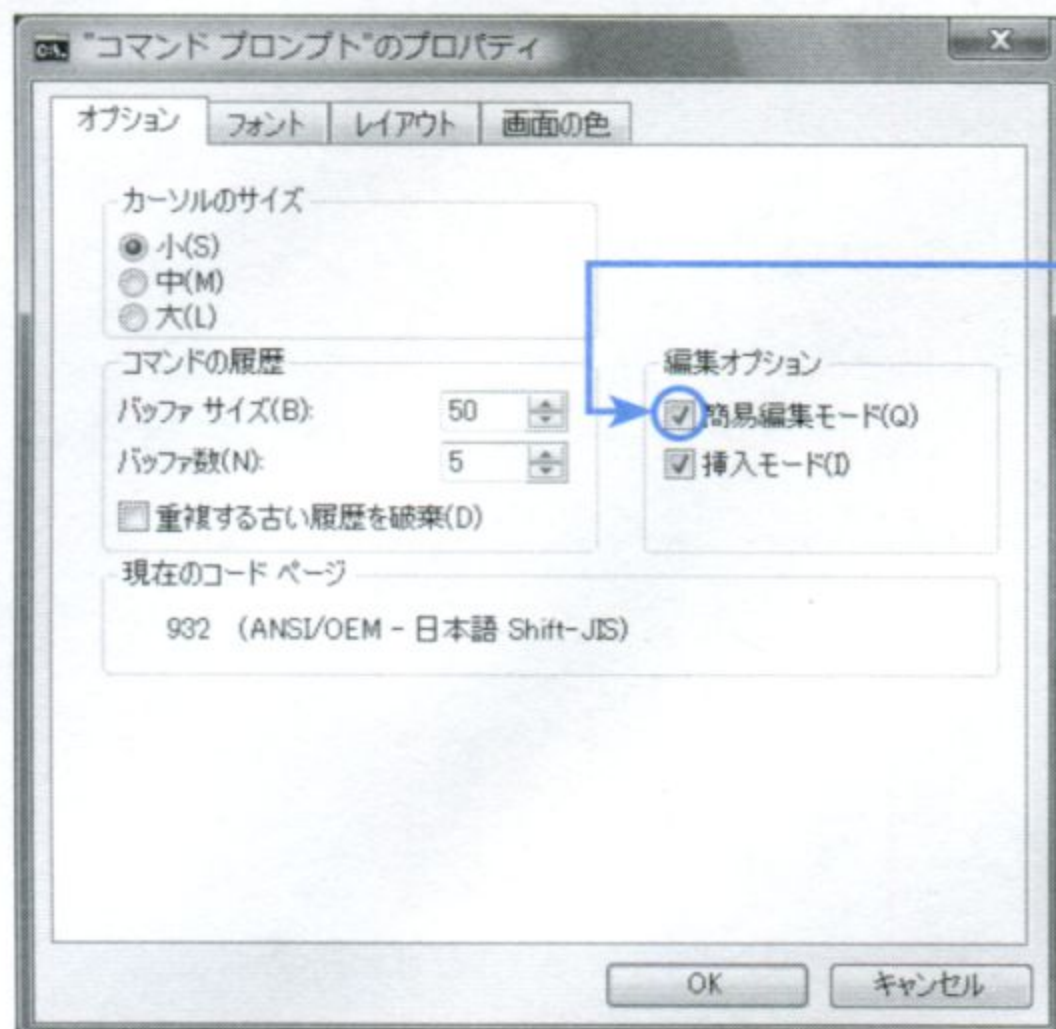 "コマンド プロンプト"のプロパティ
オプション フォント レイアウト 画面の色
カーソルのサイズ
小(S)
中(M)
大(L)
コマンドの履歴
バッファ サイズ(B): 50
バッファ数(N): 5
重複する古い履歴を破棄(D)
編集オプション
簡易編集モード(Q)
挿入モード(I)
現在のコード ページ
932 (ANSI/OEM - 日本語 Shift-JIS)
OK キャンセル